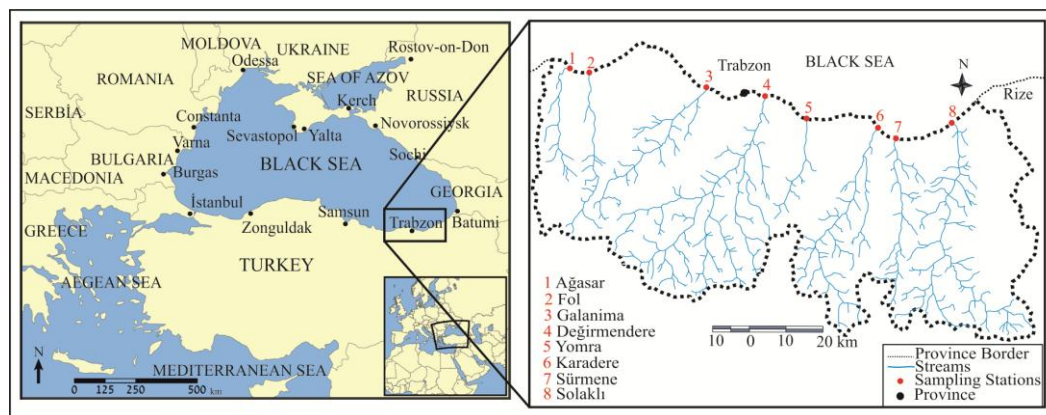 MOLDOVA
UKRAINE
Rostov-on-Don
Odessa
ROMANIA
SEA OF AZOV
RUSSIA
Kerch
SERBİA
Constanta
Sevastopol
Yalta
Novorossiysk
Varna
BLACK SEA
Sochi
BULGARIA
MACEDONIA
Burgas
GEORGIA
İstanbul
Samsun
Trabzon
Batumi
GREECE
Zonguldak
TURKEY
AEGEAN SEA
MEDITERRANEAN SEA
N
0 125 250 500 km
1
2
3
Trabzon
4
BLACK SEA
N
Rize
5
6
7
8
1 Ağasar
2 Fol
3 Galanima
4 Değirmendere
5 Yomra
6 Karadere
7 Sürmene
8 Solaklı
10 0 10 20 km
Province Border
Streams
Sampling Stations
Province